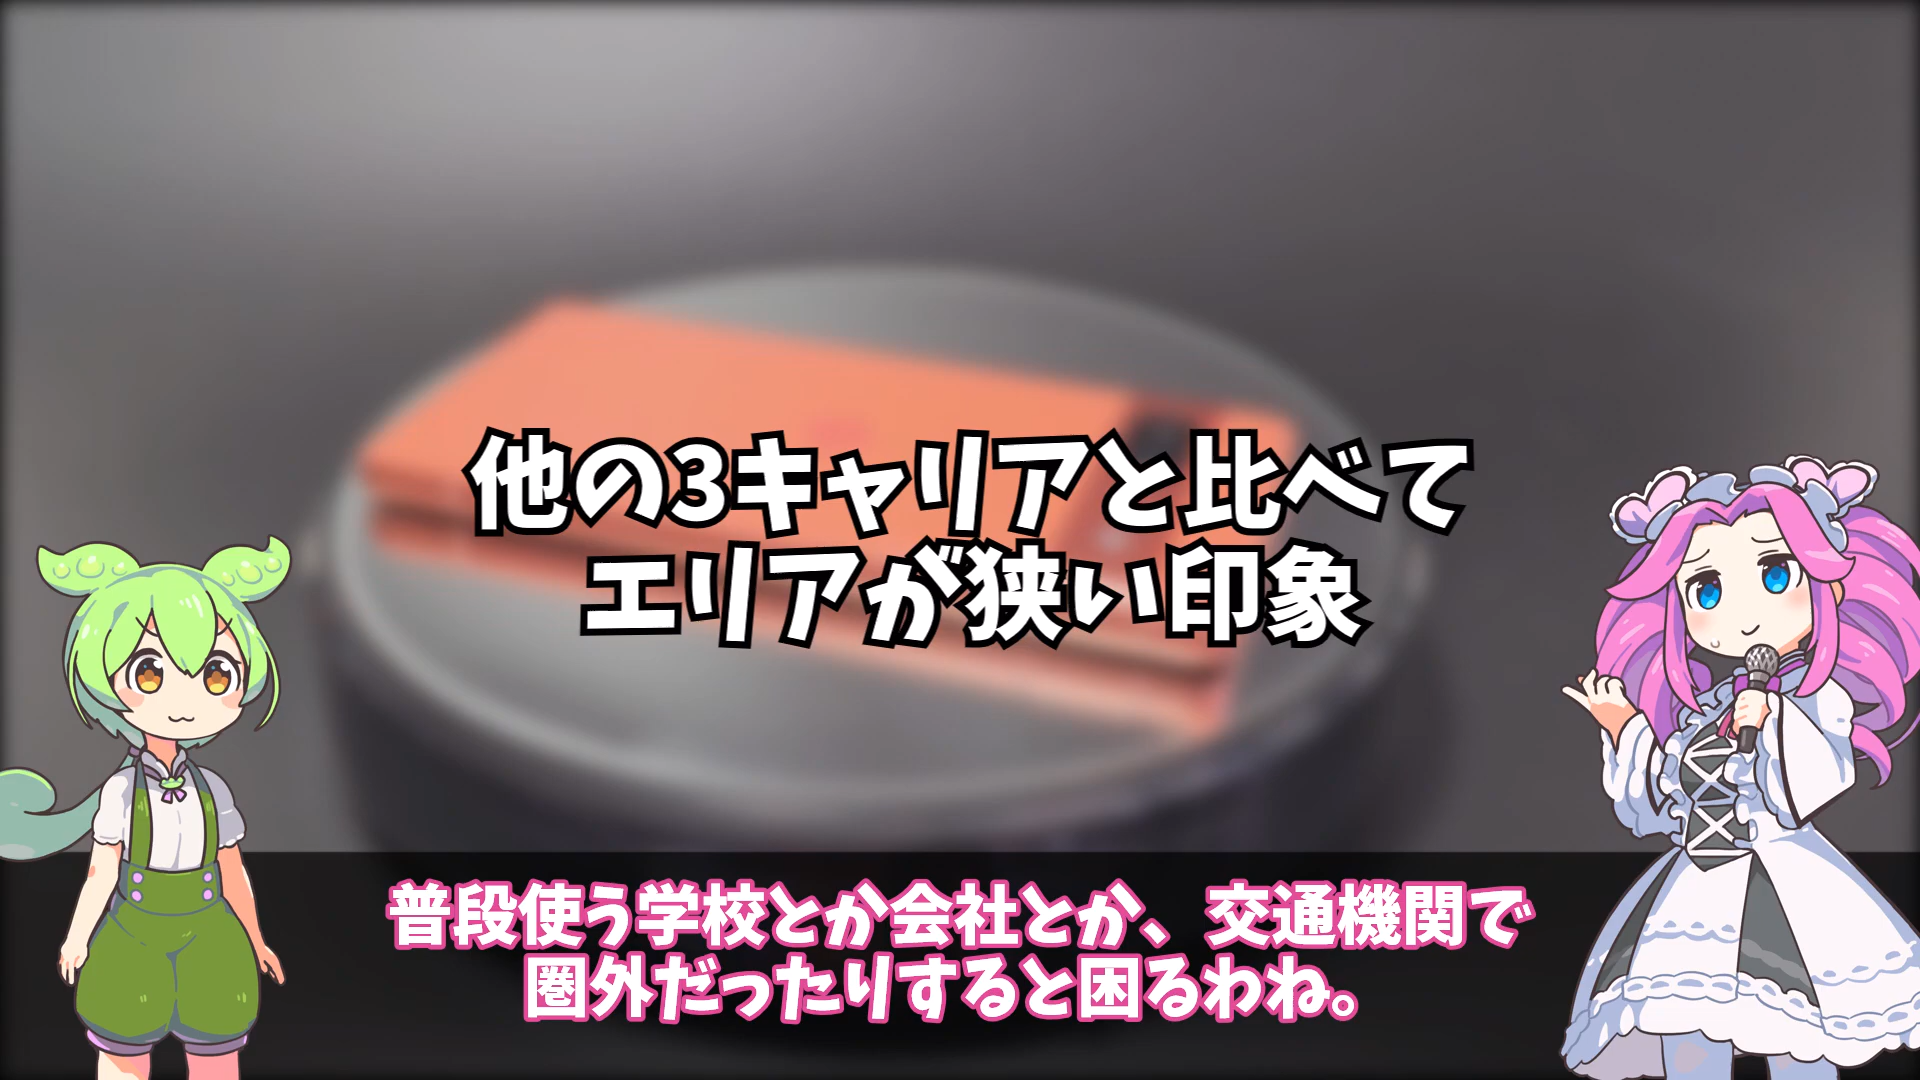 他の3キャリアと比べて
エリアが狭い印象
普段使う学校とか会社とか、交通機関で
圏外だったりすると困るわね。